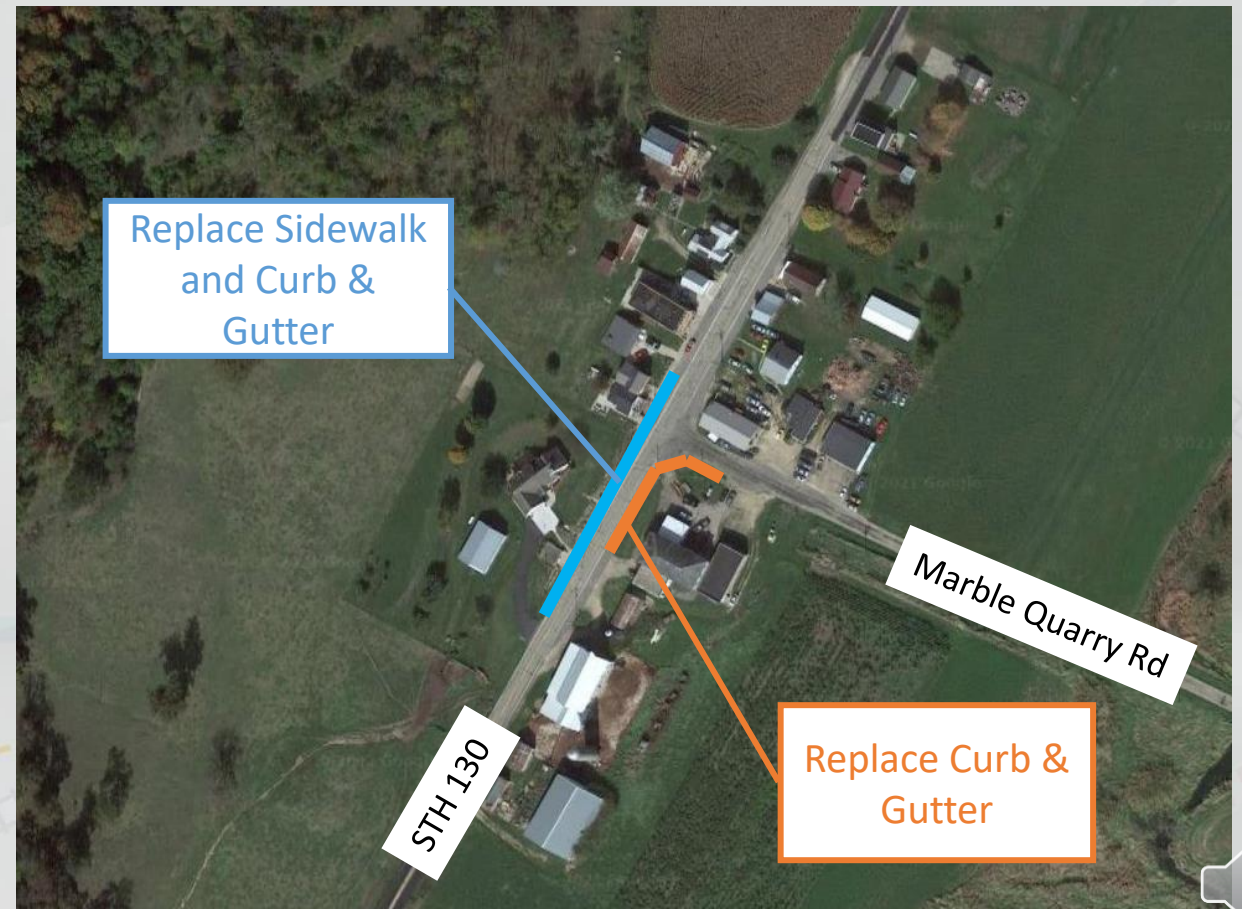 Replace Sidewalk
and Curb &
Gutter
Marble Quarry Rd
Replace Curb &
Gutter
STH 130